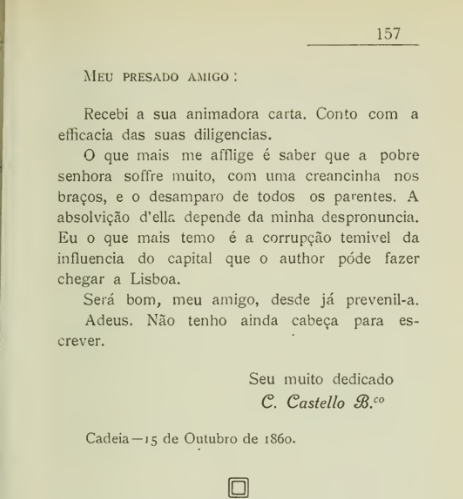 157
MEU PRESADO AMIGO:
Recebi a sua animadora carta. Conto com a
efficacia das suas diligencias.
O que mais me afflige é saber que a pobre
senhora soffre muito, com uma creancinha nos
braços, e o desamparo de todos os parentes. A
absolvição d'ella depende da minha despronuncia.
Eu o que mais temo é a corrupção temivel da
influencia do capital que o author póde fazer
chegar a Lisboa.
Será bom, meu amigo, desde já prevenil-a.
Adeus. Não tenho ainda cabeça para es-
crever.
Seu muito dedicado
C. Castello B.co
Cadeia—15 de Outubro de 1860.